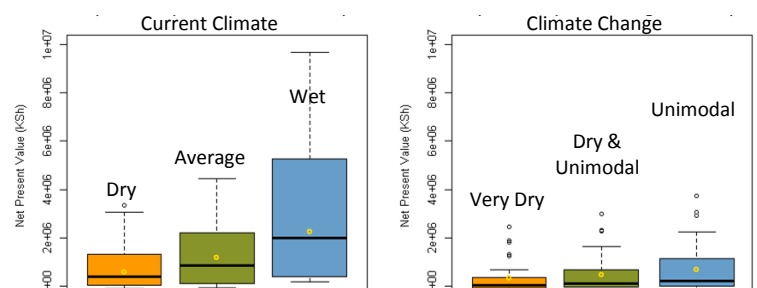 Current Climate
Net Present Value (KSh)
1e+07
8e+06
6e+06
4e+06
2e+06
Dry
Average
Wet
Climate Change
Net Present Value (KSh)
1e+07
8e+06
6e+06
4e+06
2e+06
Very Dry
Dry &
Unimodal
Unimodal